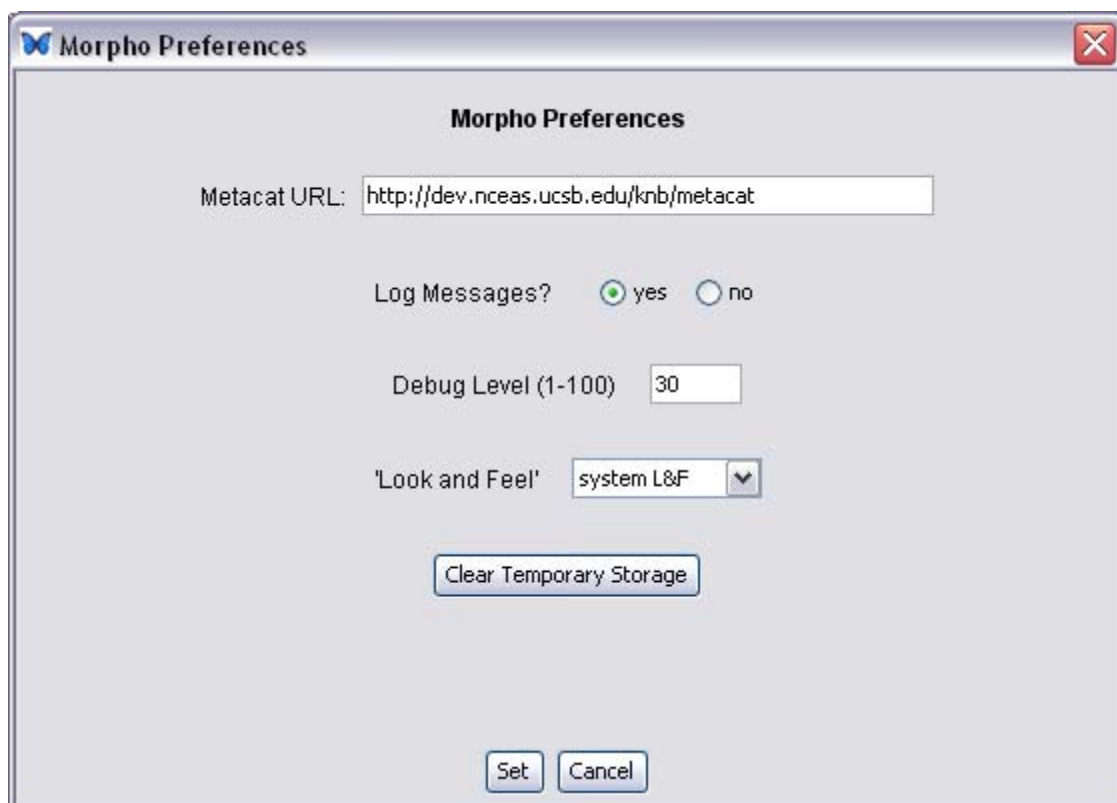 Morpho Preferences
Morpho Preferences
Metacat URL: http://dev.nceas.ucsb.edu/knb/metacat
Log Messages? yes no
Debug Level (1-100) 30
'Look and Feel' system L&F
Clear Temporary Storage
Set Cancel